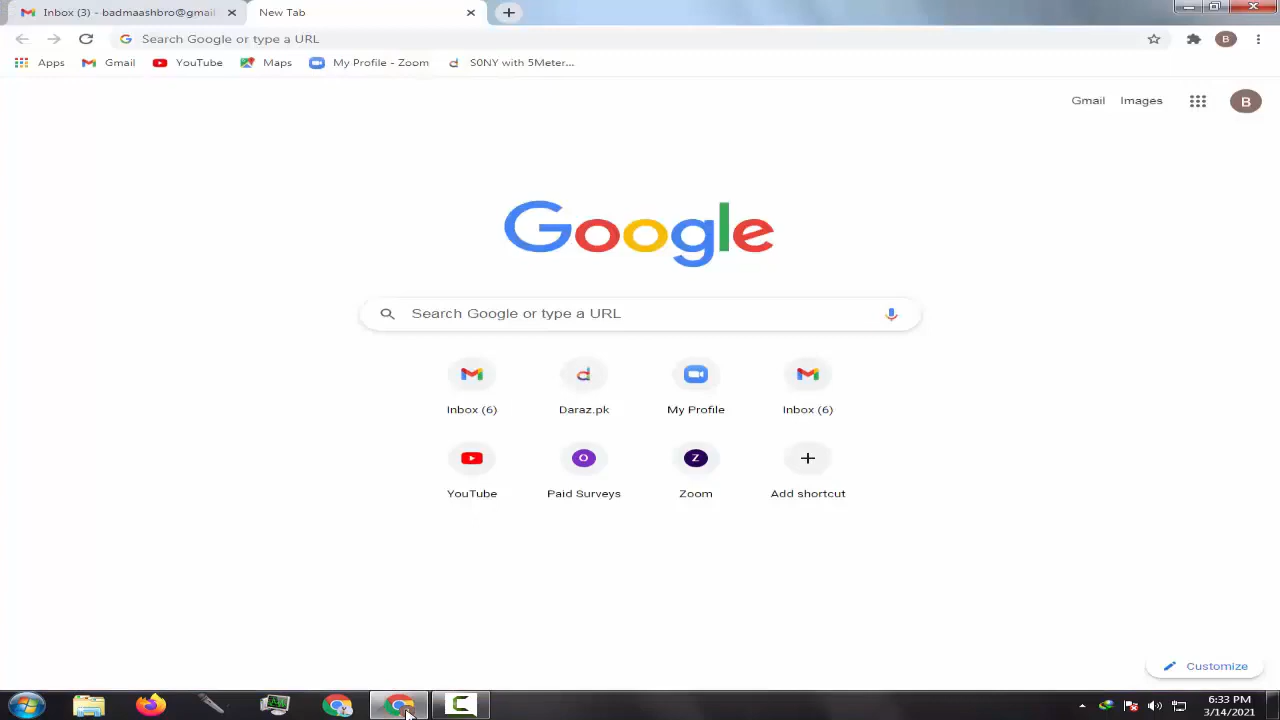 Inbox (3) - badmaashbro@gmail
New Tab
Search Google or type a URL
B
Apps
Gmail
YouTube
Maps
My Profile - Zoom
S0NY with 5Meter...
Gmail
Images
B
Google
Search Google or type a URL
Inbox (6)
Daraz.pk
My Profile
Inbox (6)
O
Z
YouTube
Paid Surveys
Zoom
Add shortcut
Customize
6:33 PM
3/14/2021